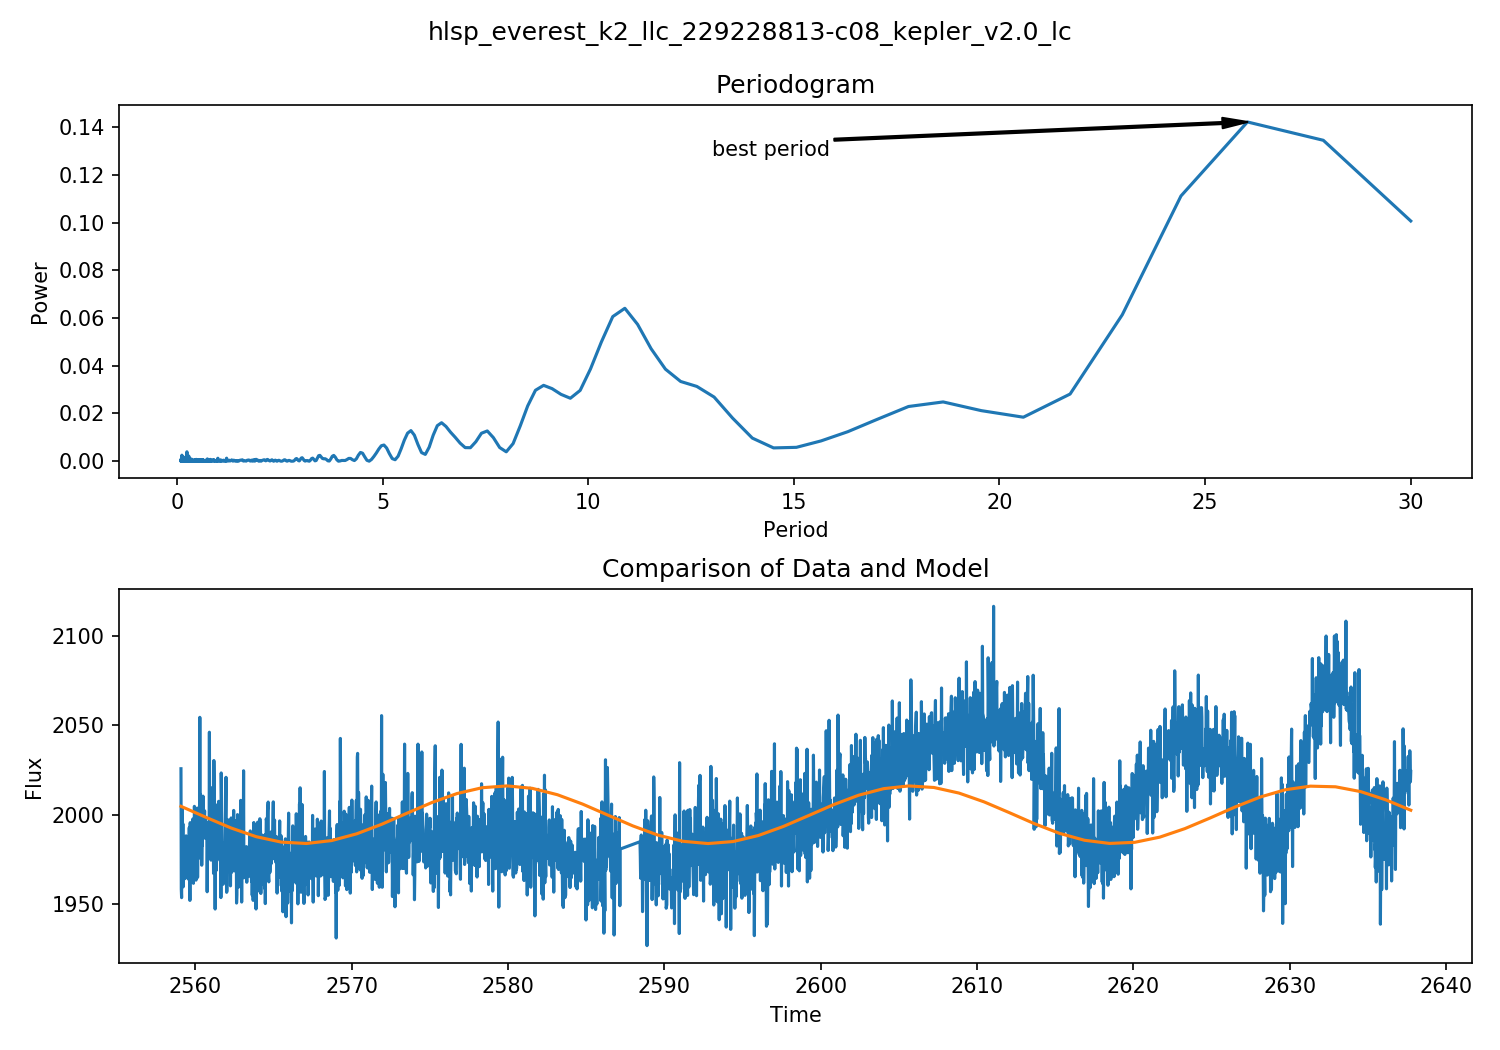 hlsp_everest_k2_llc_229228813-c08_kepler_v2.0_lc
Periodogram
0.14
0.12
0.10
0.08
0.06
0.04
0.02
0.00
Power
best period
0 5 10 15 20 25 30
Period
Comparison of Data and Model
2100
2050
2000
1950
Flux
2560 2570 2580 2590 2600 2610 2620 2630 2640
Time